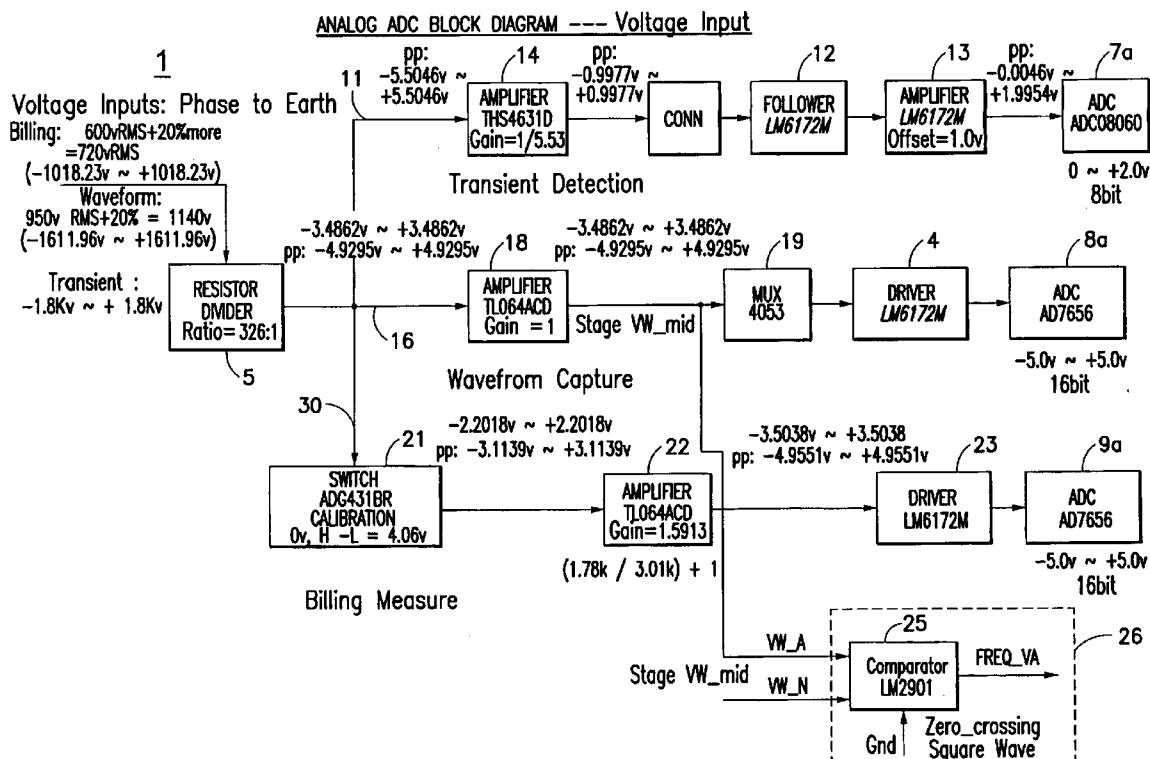 ANALOG ADC BLOCK DIAGRAM --- Voltage Input
1
Voltage Inputs: Phase to Earth
Billing: 600vRMS+20%more
=720vRMS
(-1018.23v ~ +1018.23v)
Waveform:
950v RMS+20% = 1140v
(-1611.96v ~ +1611.96v)
Transient :
-1.8Kv ~ + 1.8Kv
RESISTOR
DIVIDER
Ratio= 326:1
5
11
pp:
-5.5046v ~
+5.5046v
14
AMPLIFIER
THS4631D
Gain=1/5.53
pp:
-0.9977v ~
+0.9977v
CONN
12
FOLLOWER
LM6172M
13
AMPLIFIER
LM6172M
Offset=1.0v
pp:
-0.0046v ~
+1.9954v
7a
ADC
ADC08060
0 ~ +2.0v
8bit
Transient Detection
-3.4862v ~ +3.4862v
pp: -4.9295v ~ +4.9295v
16
18
AMPLIFIER
TL064ACD
Gain =1
-3.4862v ~ +3.4862v
pp: -4.9295v ~ +4.9295v
Stage VW_mid
19
MUX
4053
4
DRIVER
LM6172M
8a
ADC
AD7656
-5.0v ~ +5.0v
16bit
Wavefrom Capture
30
21
SWITCH
ADG431BR
CALIBRATION
0v, H -L = 4.06v
-2.2018v ~ +2.2018v
pp: -3.1139v ~ +3.1139v
22
AMPLIFIER
TL064ACD
Gain=1.5913
(1.78k / 3.01k) + 1
-3.5038v ~ +3.5038
pp: -4.9551v ~ +4.9551v
23
DRIVER
LM6172M
9a
ADC
AD7656
-5.0v ~ +5.0v
16bit
Billing Measure
Stage VW_mid
VW_A
VW_N
25
Comparator
LM2901
FREQ_VA
26
Gnd
Zero_crossing
Square Wave